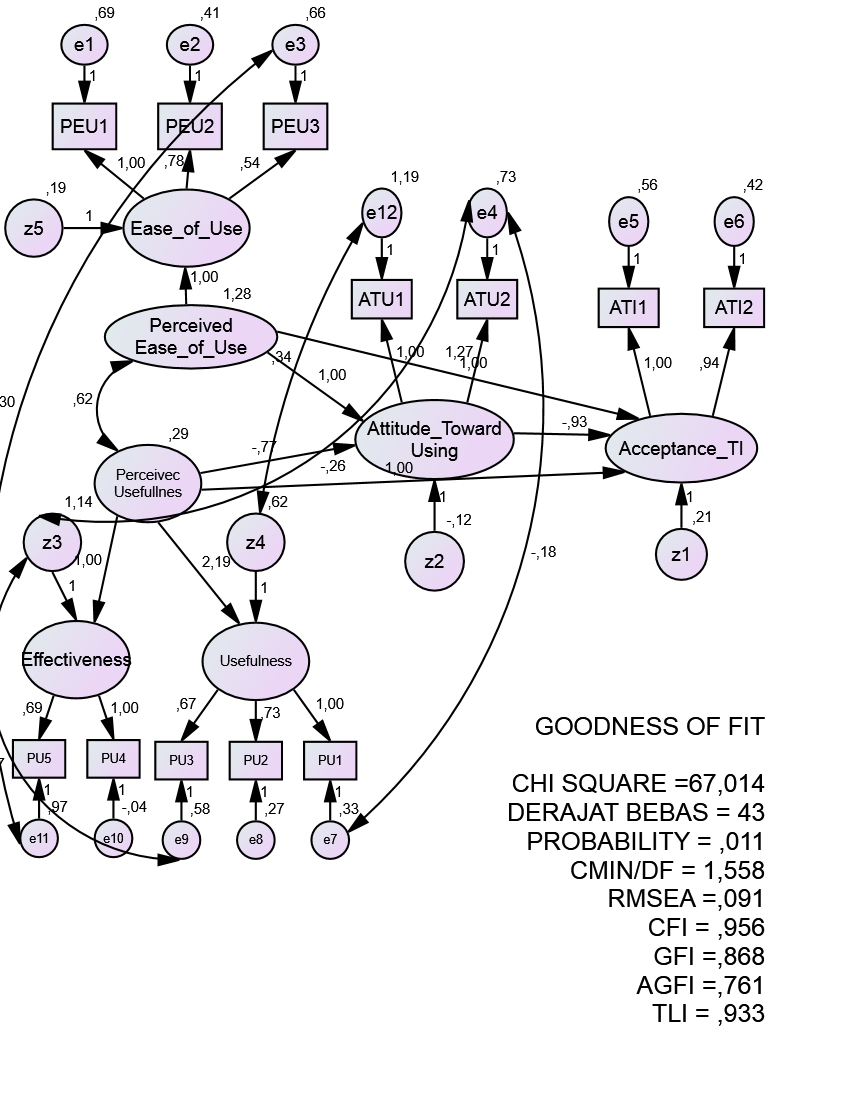 ,69
,41
,66
e1
e2
e3
1
1
1
PEU1
PEU2
PEU3
1,00
,78
,54
,19
z5
1
Ease_of_Use
1,19
,73
,56
,42
e12
e4
e5
e6
1
1
1
1
1,00
1,28
ATU1
ATU2
ATI1
ATI2
Perceived
Ease_of_Use
,34
1,00
1,00
1,27
1,00
1,00
,94
30
,62
,29
Attitude_Toward
Using
-,93
Acceptance_TI
-,77
-,26
1,00
Perceivec
Usefullnes
1,14
,62
1
-,12
1
,21
z3
z4
z2
z1
-,18
1,00
2,19
1
1
Effectiveness
Usefulness
,69
1,00
,67
,73
1,00
PU5
PU4
PU3
PU2
PU1
1
1
1
1
1
,97
-,04
,58
,27
,33
e11
e10
e9
e8
e7
GOODNESS OF FIT
CHI SQUARE =67,014
DERAJAT BEBAS = 43
PROBABILITY = ,011
CMIN/DF = 1,558
RMSEA =,091
CFI = ,956
GFI = ,868
AGFI =,761
TLI = ,933